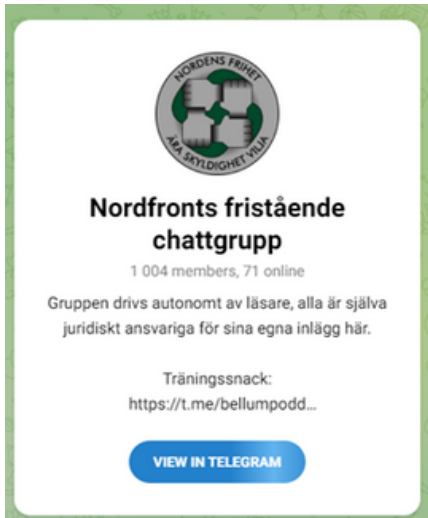 NORDENS FRIHET
ÄRA SKYLDIGHET VILJA
Nordfronts fristående
chattgrupp
1 004 members, 71 online
Gruppen drivs autonomt av läsare, alla är själva
juridiskt ansvariga för sina egna inlägg här.
Träningssnack:
https://t.me/bellumpodd...
VIEW IN TELEGRAM